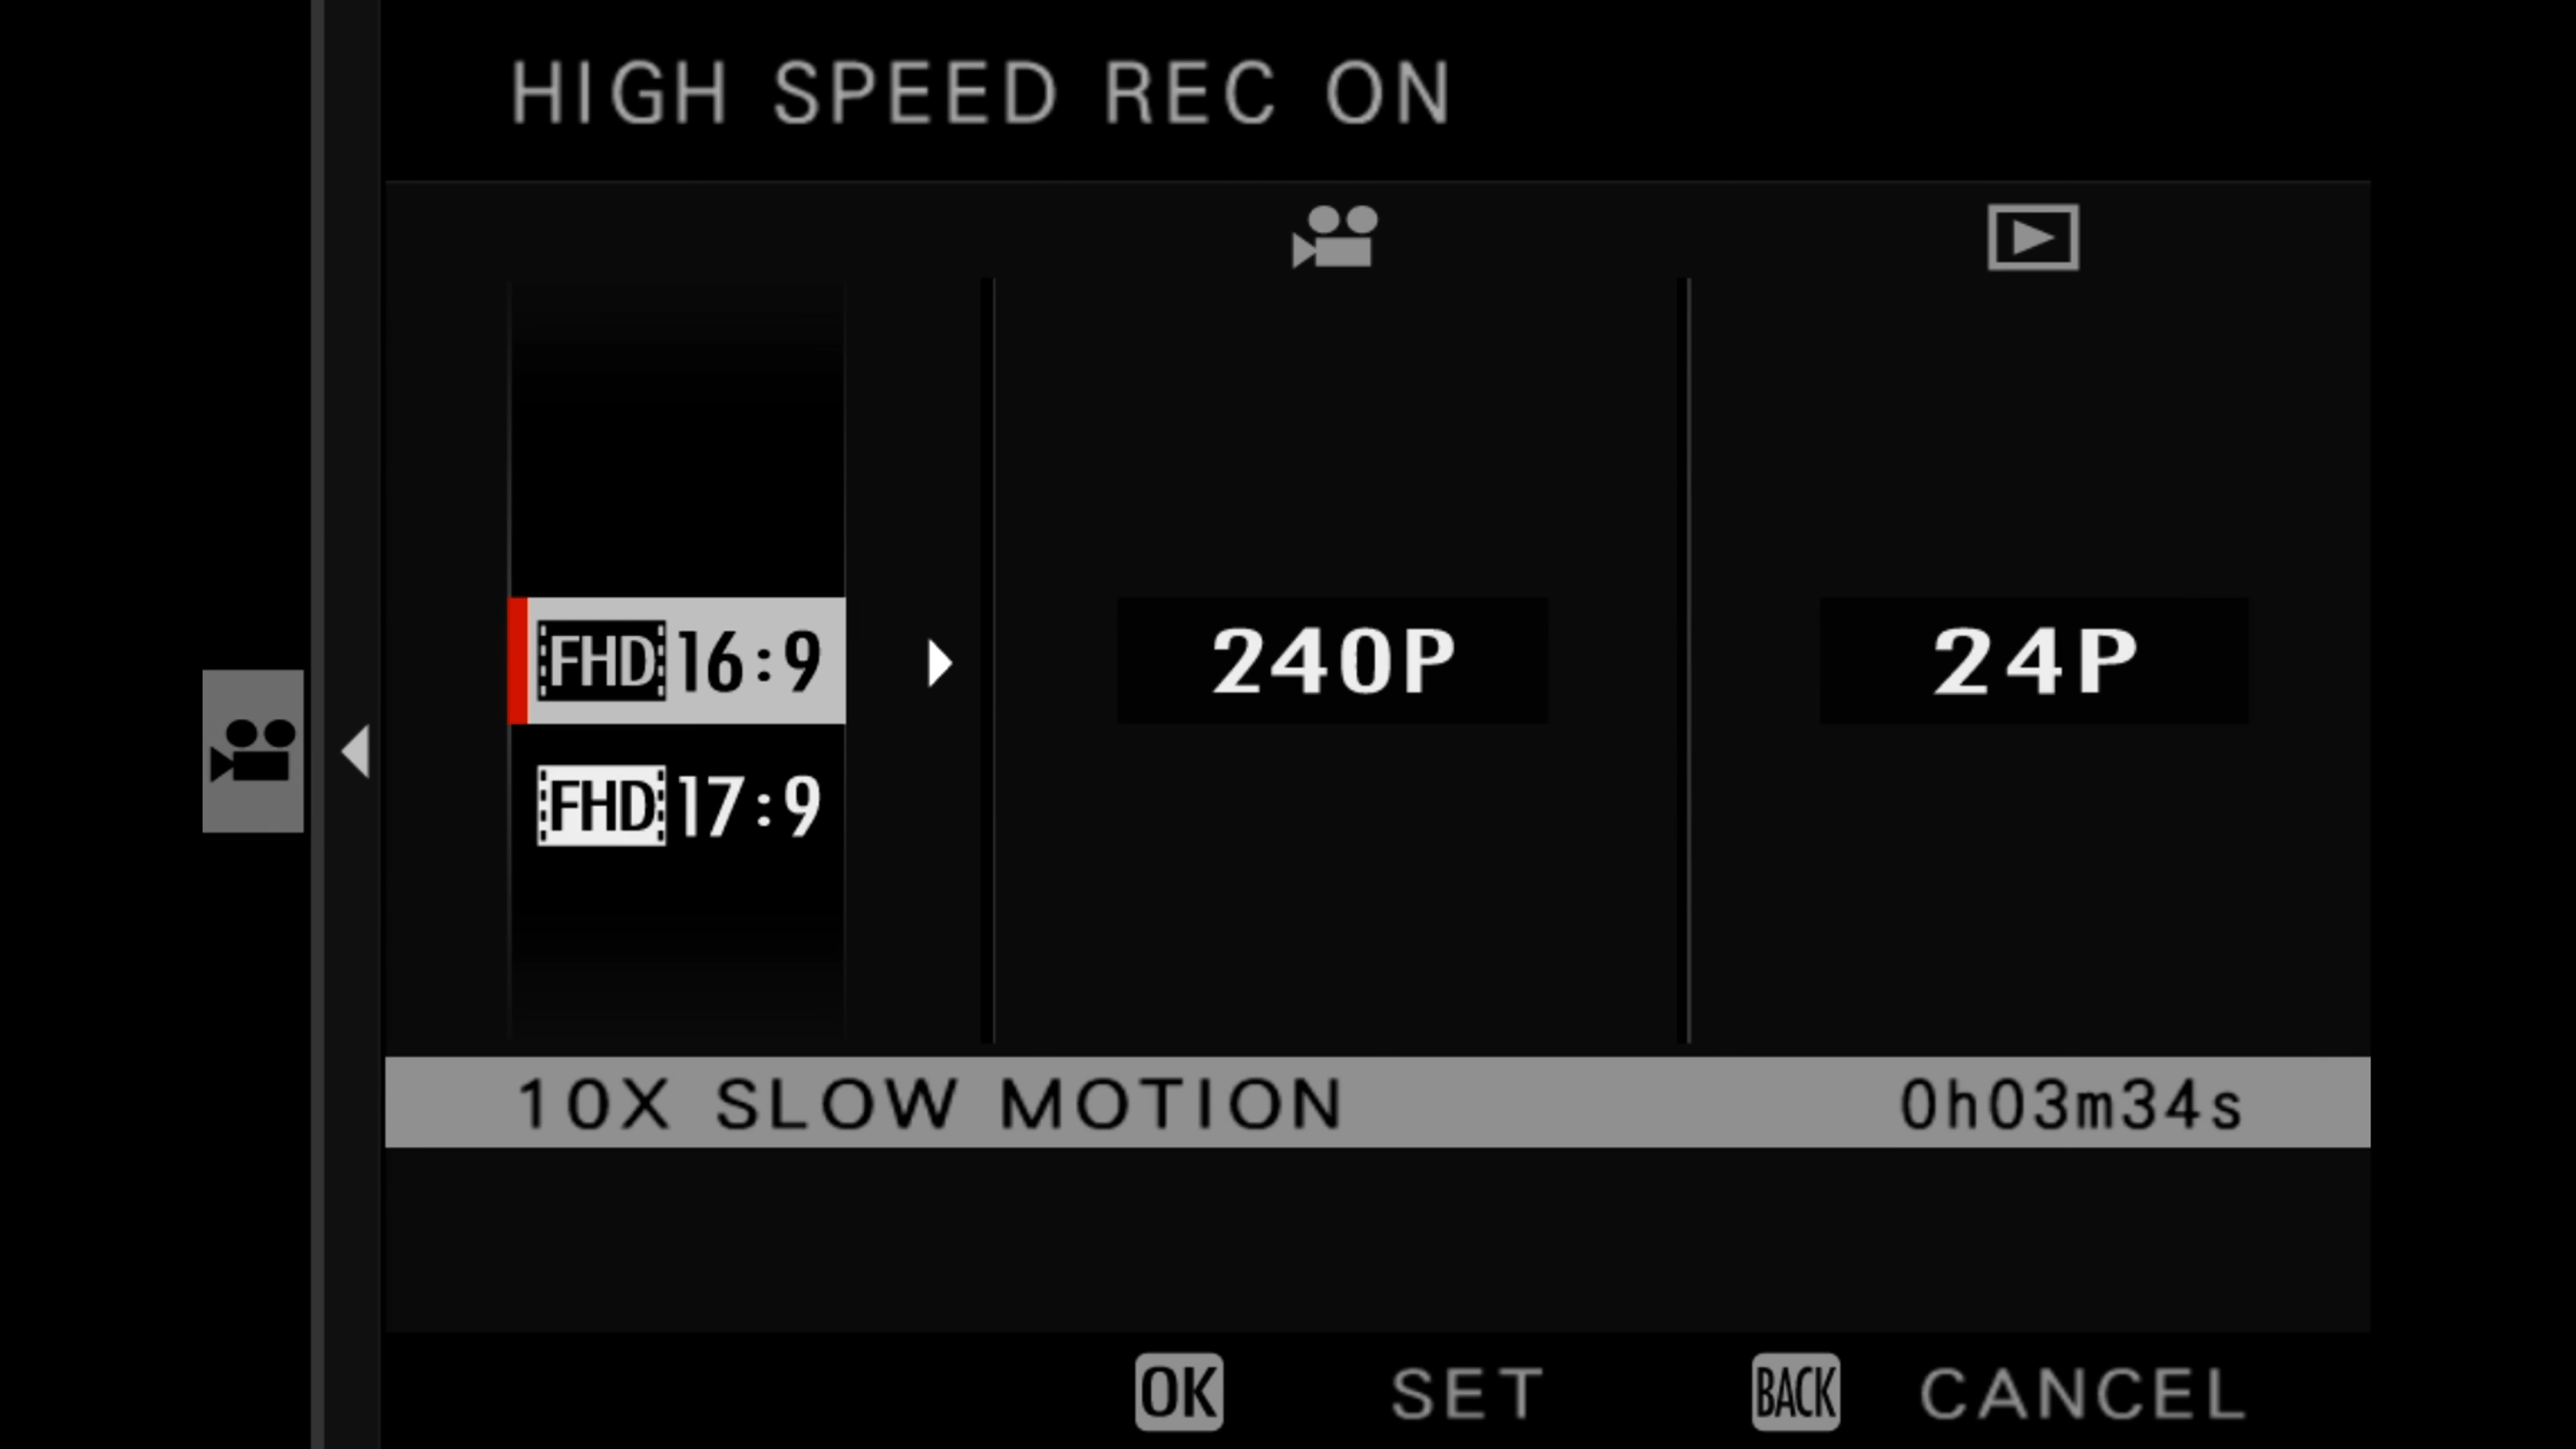 HIGH SPEED REC ON
FHD 16:9
240P
24P
FHD 17:9
10X SLOW MOTION
0h03m34s
OK SET
BACK CANCEL